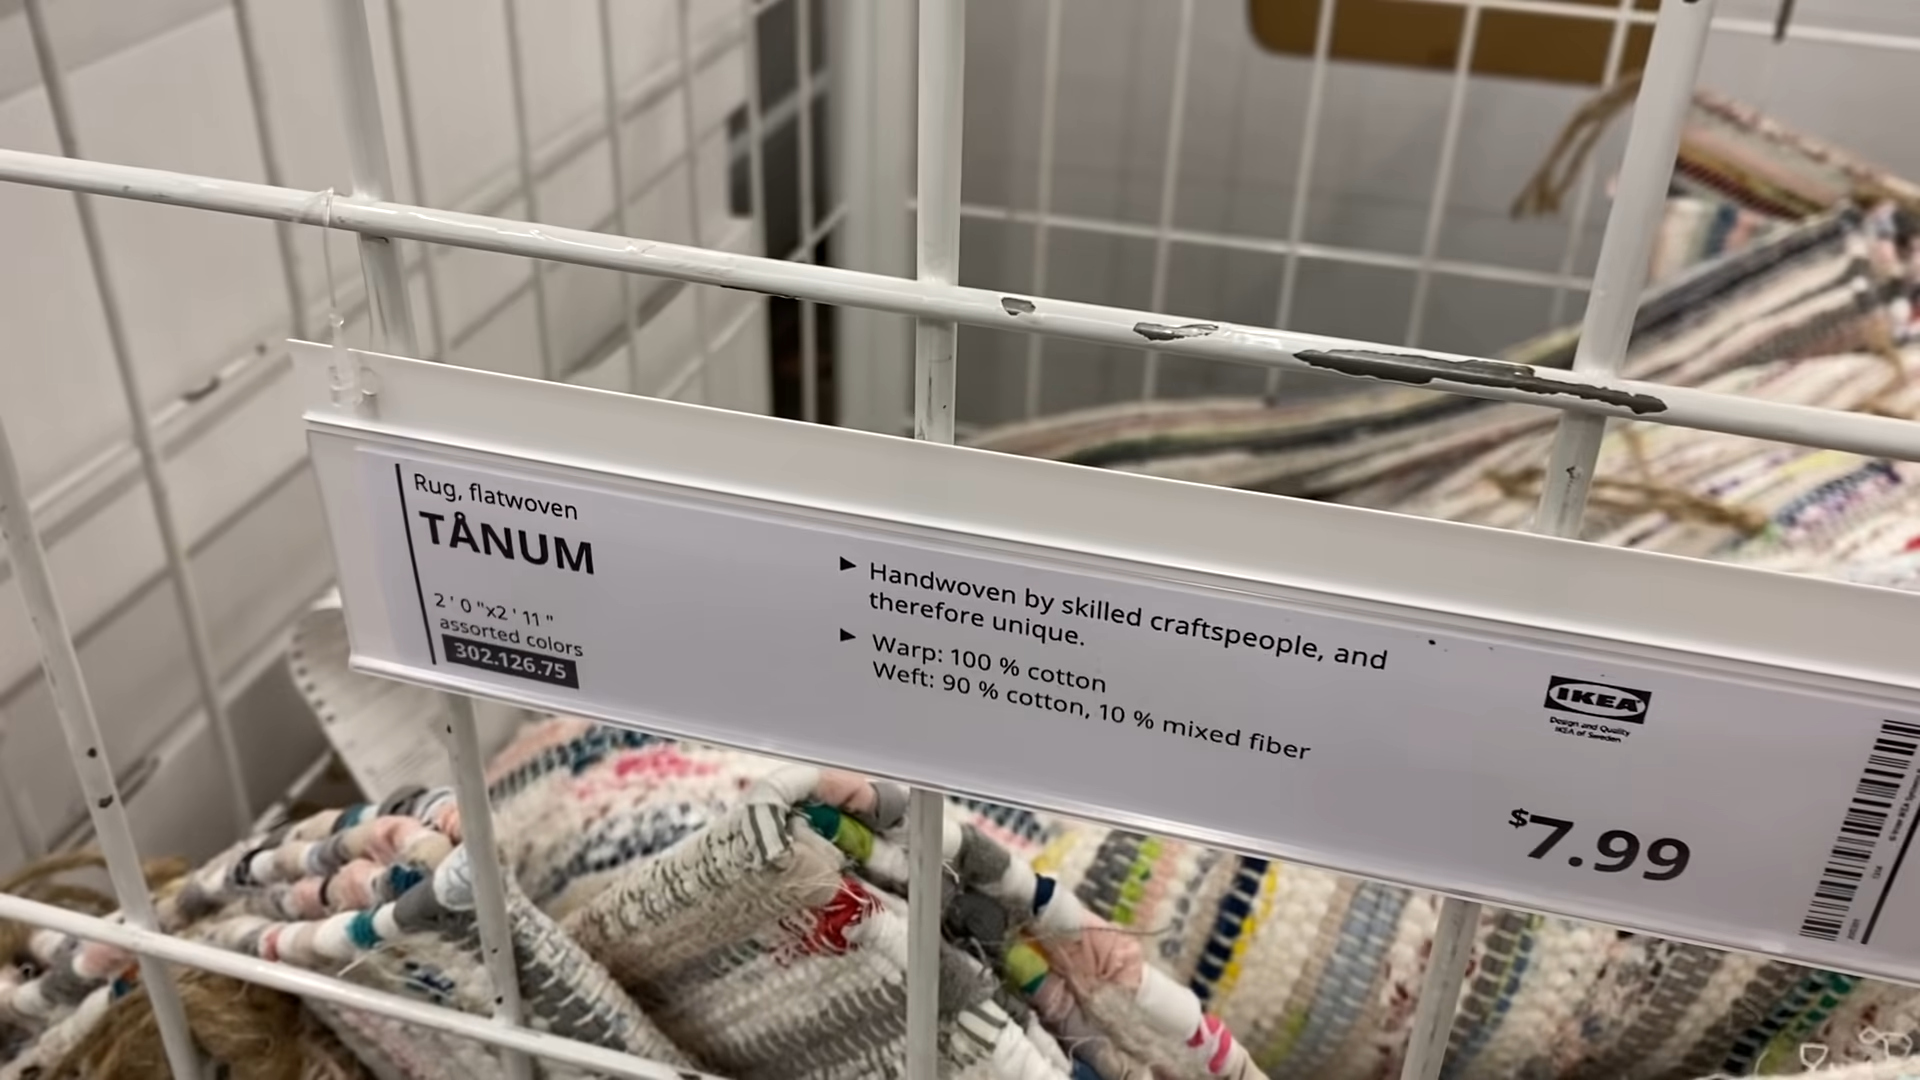 Rug, flatwoven
TÅNUM
2 ' 0 "x2 ' 11 "
assorted colors
302.126.75
▶ Handwoven by skilled craftspeople, and
therefore unique.
▶ Warp: 100 % cotton
Weft: 90 % cotton, 10 % mixed fiber
IKEA
Design and Quality
IKEA of Sweden
$7.99